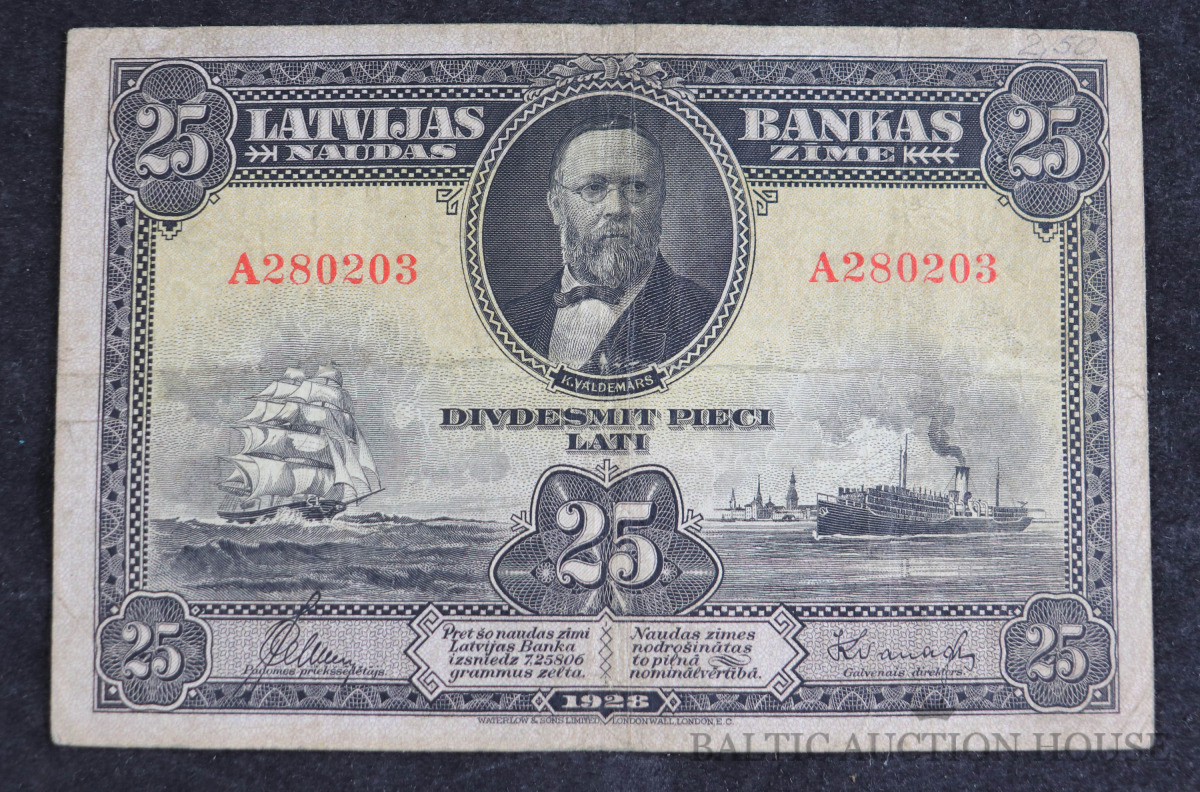 2,50
25 LATVIJAS BANKAS 25
NAUDAS ZIME
A280203 A280203
K.VALDEMĀRS
DIVDESMIT PIECI
LATI
25
25 25
Pret šo naudas zīmi
Latvijas Banka
izsniedz 7.25806
grammus zelta.
Naudas zīmes
nodrošinātas
to pilnā
nominālvērtībā.
Padomes priekšsēdētājs.
Galvenais direktors.
1928
WATERLOW & SONS LIMITED, LONDON WALL, LONDON, E.C.
BALTIC AUCTION HOUSE